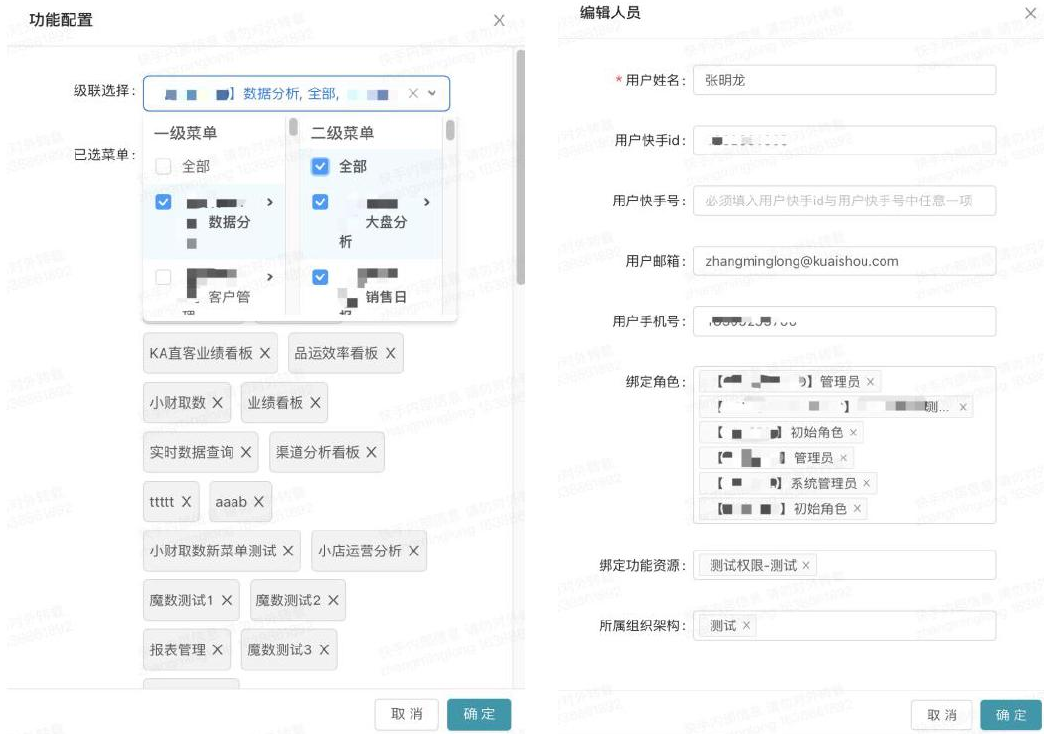 功能配置
级联选择:
】数据分析, 全部,
一级菜单
二级菜单
全部
全部
数据分
大盘分
析
客户管
销售日
已选菜单:
KA直客业绩看板
品运效率看板
小财取数
业绩看板
实时数据查询
渠道分析看板
ttttt
aaab
小财取数新菜单测试
小店运营分析
魔数测试1
魔数测试2
报表管理
魔数测试3
取消
确定
编辑人员
*用户姓名:
张明龙
用户快手id:
用户快手号:
必须填入用户快手id与用户快手号中任意一项
用户邮箱:
zhangminglong@kuaishou.com
用户手机号:
绑定角色:
【 】管理员
【 】 测...
【 】初始角色
【 】管理员
【 】系统管理员
【 】初始角色
绑定功能资源:
测试权限-测试
所属组织架构:
测试
取消
确定